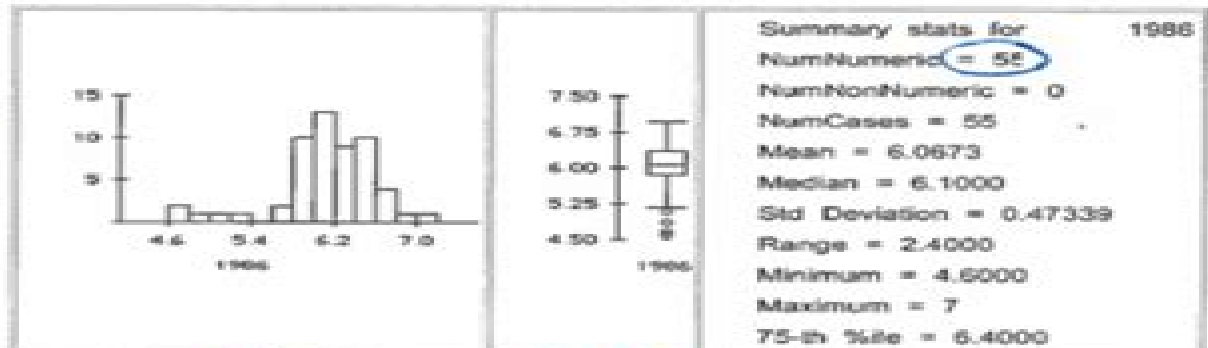 15
10
5
4.6 5.4 6.2 7.0
1986
7.50
6.75
6.00
5.25
4.50
1986
Summary stats for 1986
NumNumeric = 55
NumNonNumeric = 0
NumCases = 55
Mean = 6.0673
Median = 6.1000
Std Deviation = 0.47339
Range = 2.4000
Minimum = 4.6000
Maximum = 7
75-th %ile = 6.4000